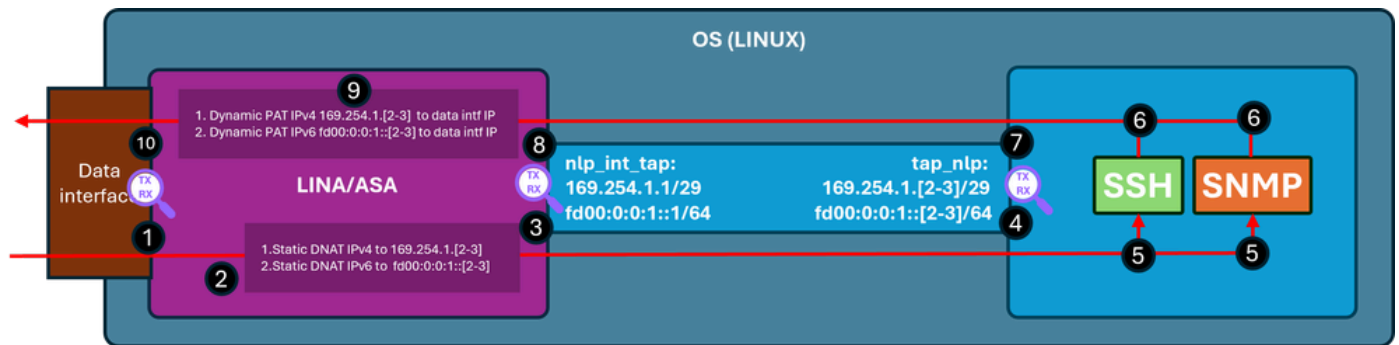 OS (LINUX)
9
1. Dynamic PAT IPv4 169.254.1.[2-3] to data intf IP
2. Dynamic PAT IPv6 fd00:0:0:1::[2-3] to data intf IP
10
Data
interface
TX
RX
1
LINA/ASA
8
TX
RX
3
nlp_int_tap:
169.254.1.1/29
fd00:0:0:1::1/64
tap_nlp:
169.254.1.[2-3]/29
fd00:0:0:1::[2-3]/64
7
TX
RX
4
6
6
SSH
SNMP
5
5
1.Static DNAT IPv4 to 169.254.1.[2-3]
2.Static DNAT IPv6 to fd00:0:0:1::[2-3]
2